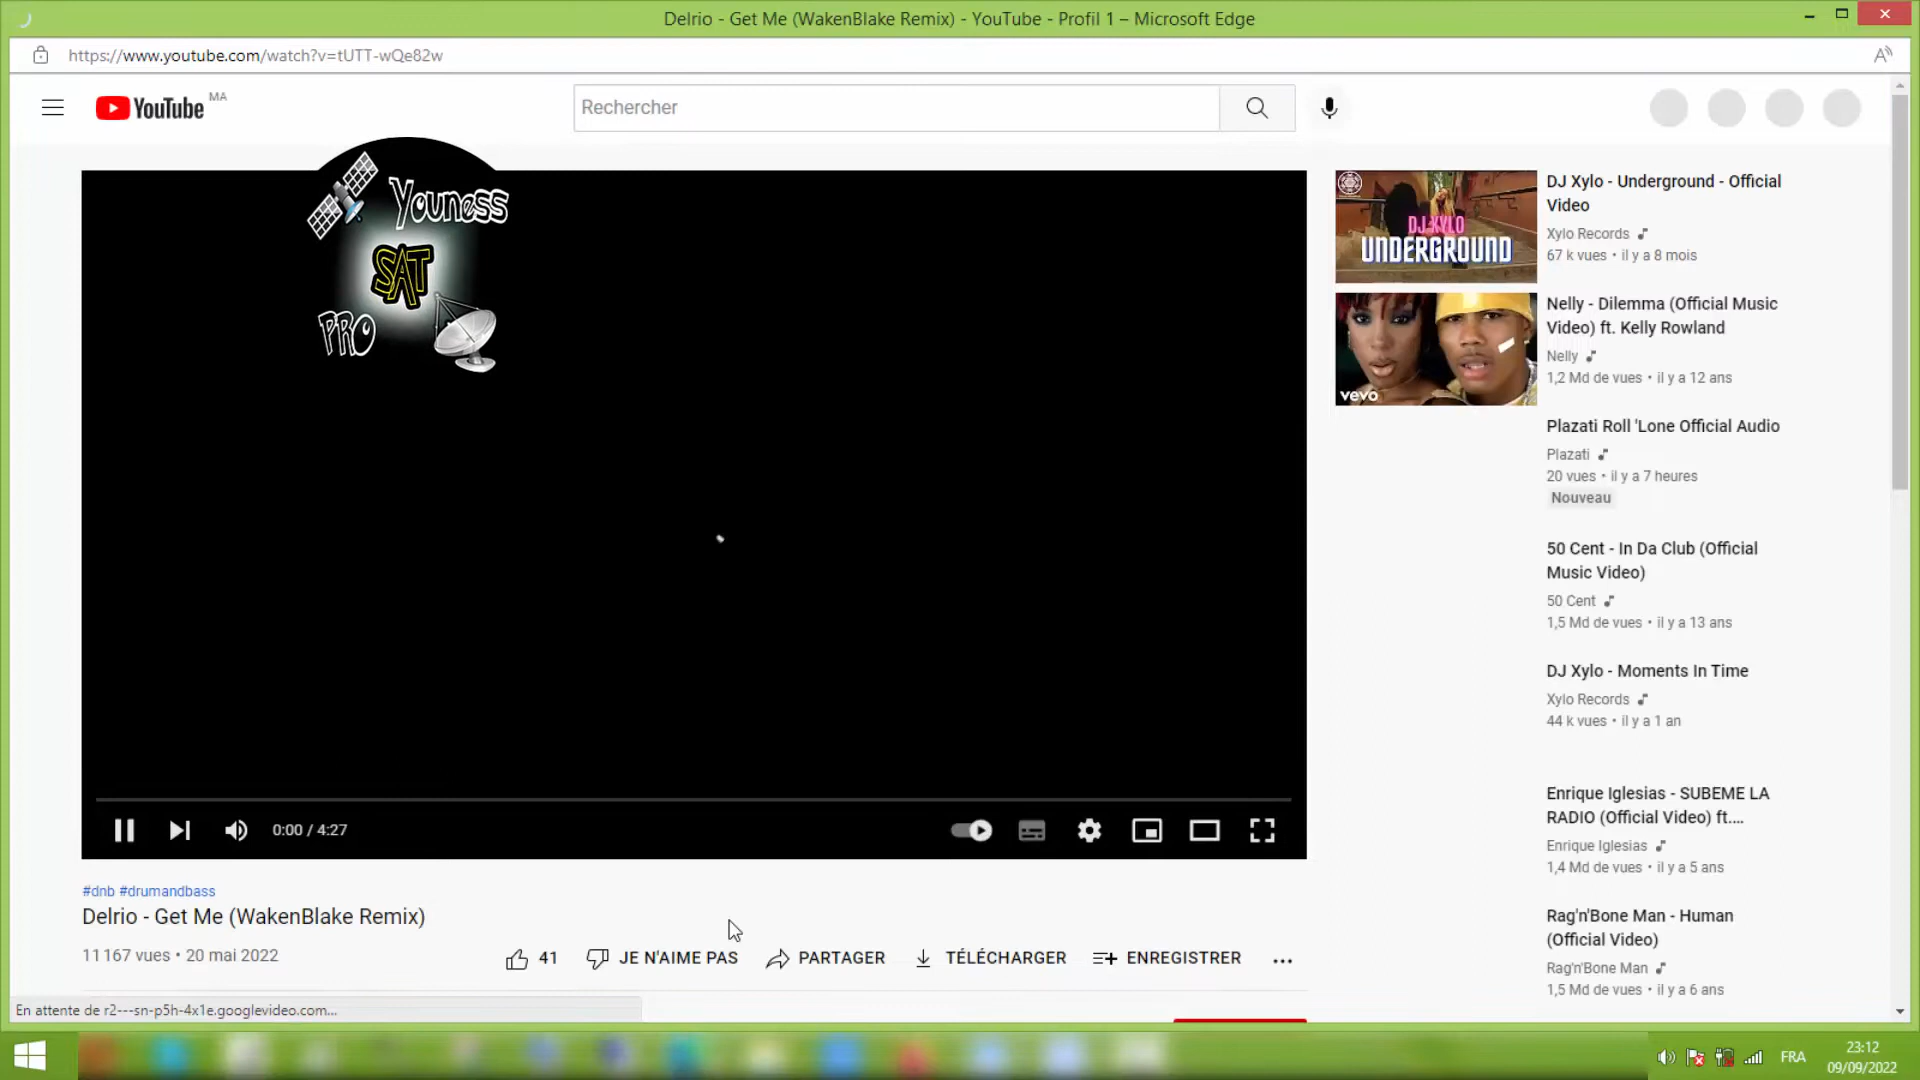 Delrio - Get Me (WakenBlake Remix) - YouTube - Profil 1 – Microsoft Edge
https://www.youtube.com/watch?v=tUTT-wQe82w
YouTube MA
Rechercher
Youness
SAT
PRO
0:00 / 4:27
#dnb #drumandbass
Delrio - Get Me (WakenBlake Remix)
11 167 vues • 20 mai 2022
41 JE N'AIME PAS PARTAGER TÉLÉCHARGER ENREGISTRER
DJ XYLO
UNDERGROUND
DJ Xylo - Underground - Official
Video
Xylo Records
67 k vues • il y a 8 mois
vevo
Nelly - Dilemma (Official Music
Video) ft. Kelly Rowland
Nelly
1,2 Md de vues • il y a 12 ans
Plazati Roll 'Lone Official Audio
Plazati
20 vues • il y a 7 heures
Nouveau
50 Cent - In Da Club (Official
Music Video)
50 Cent
1,5 Md de vues • il y a 13 ans
DJ Xylo - Moments In Time
Xylo Records
44 k vues • il y a 1 an
Enrique Iglesias - SUBEME LA
RADIO (Official Video) ft....
Enrique Iglesias
1,4 Md de vues • il y a 5 ans
Rag'n'Bone Man - Human
(Official Video)
Rag'n'Bone Man
1,5 Md de vues • il y a 6 ans
En attente de r2---sn-p5h-4x1e.googlevideo.com...
FRA
23:12
09/09/2022